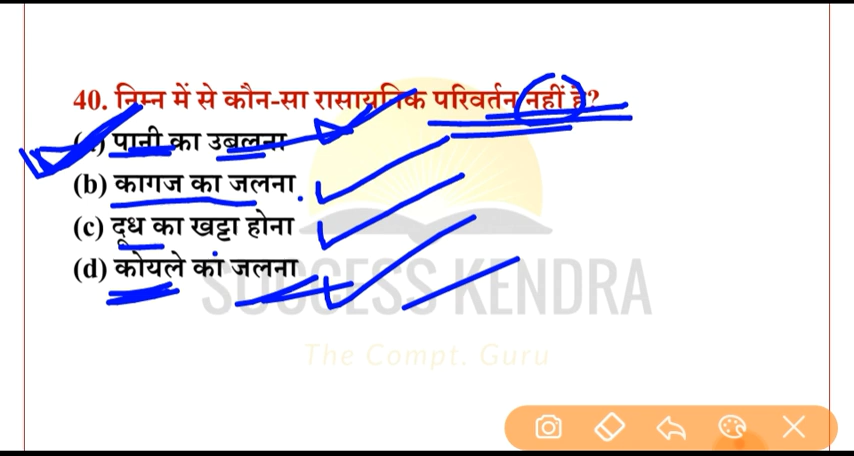 40. निम्न में से कौन-सा रासायनिक परिवर्तन नहीं है?
(a) पानी का उबलना
(b) कागज का जलना
(c) दूध का खट्टा होना
(d) कोयले का जलना
SUCCESS KENDRA
The Compt. Guru